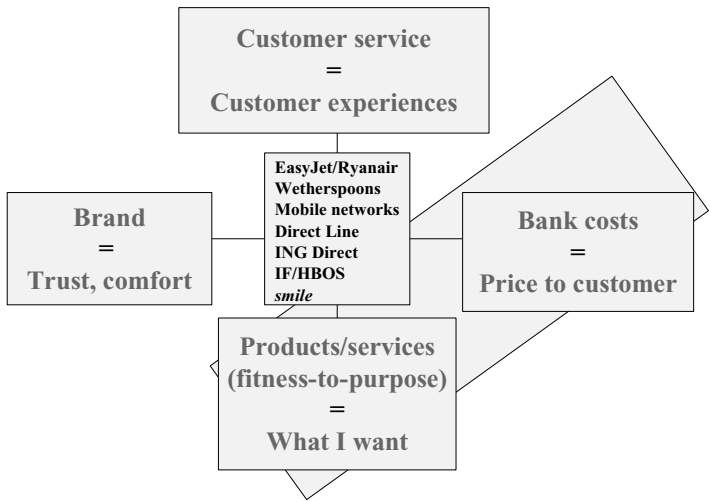 Customer service
=
Customer experiences
EasyJet/Ryanair
Wetherspoons
Mobile networks
Direct Line
ING Direct
IF/HBOS
smile
Brand
=
Trust, comfort
Bank costs
=
Price to customer
Products/services
(fitness-to-purpose)
=
What I want